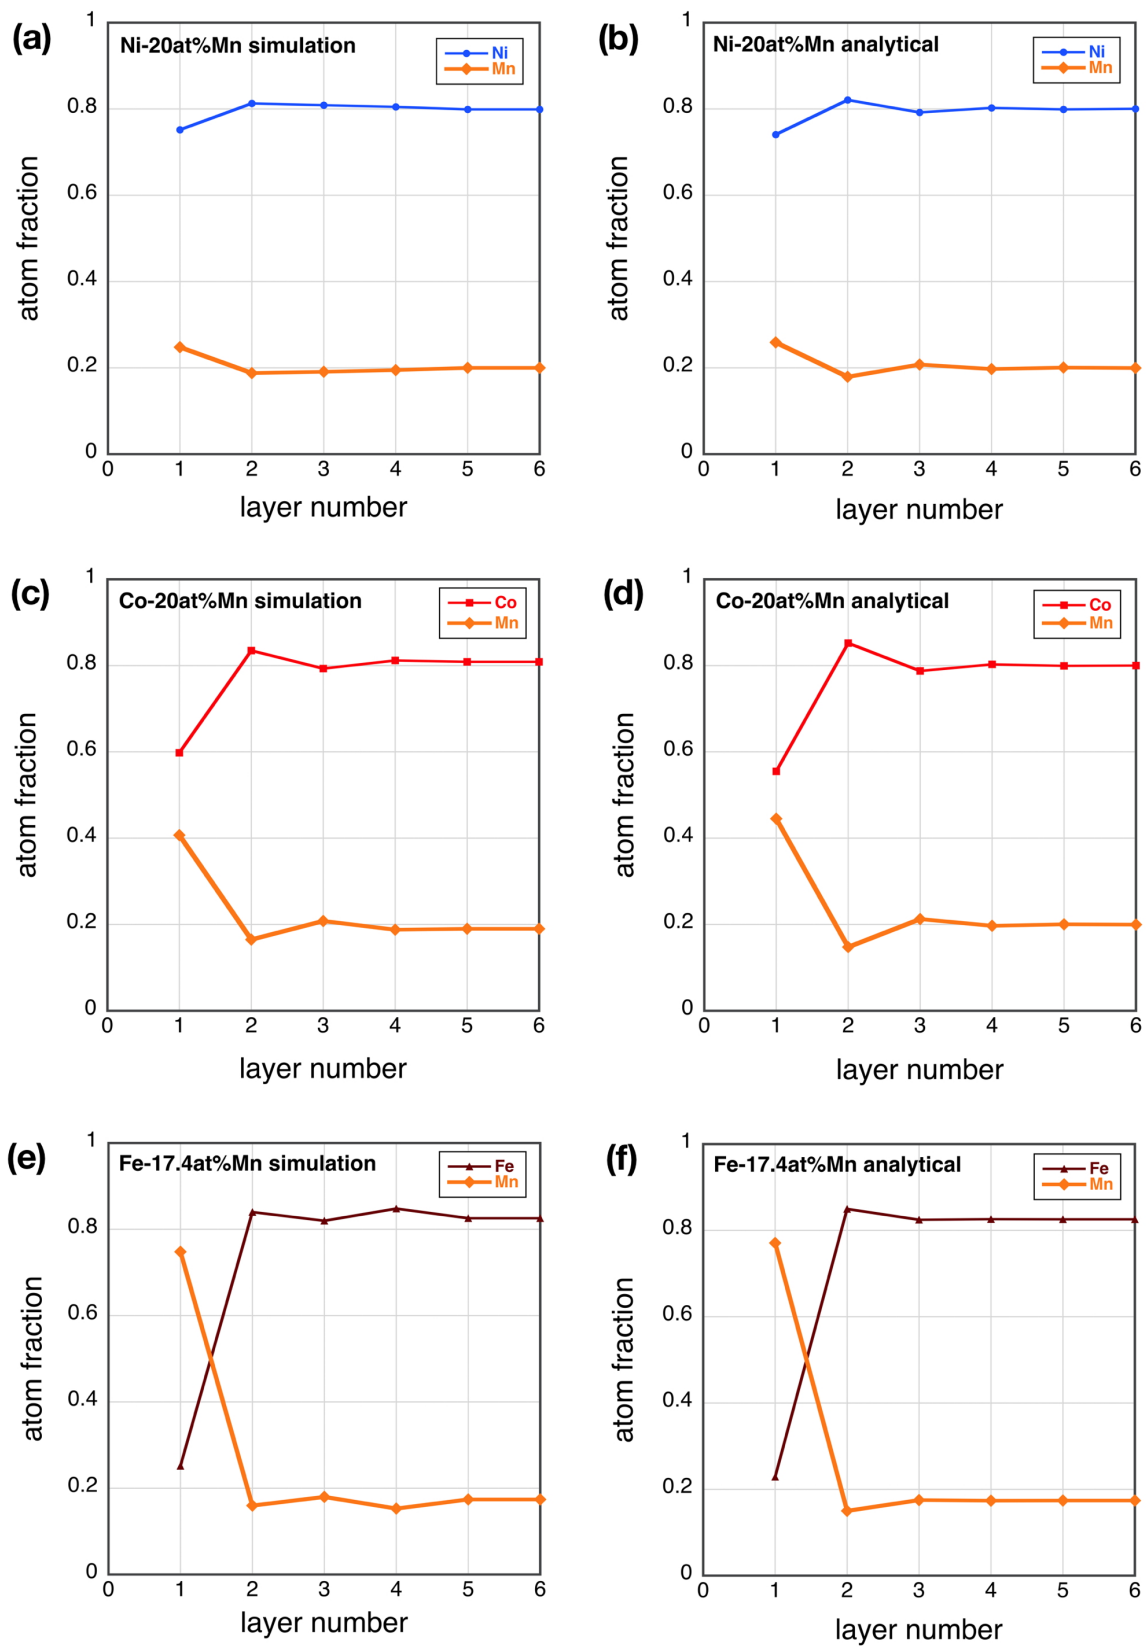 (a)
Ni-20at%Mn simulation
Ni
Mn
1
0.8
0.6
0.4
0.2
0
0 1 2 3 4 5 6
atom fraction
layer number
(b)
Ni-20at%Mn analytical
Ni
Mn
1
0.8
0.6
0.4
0.2
0
0 1 2 3 4 5 6
atom fraction
layer number
(c)
Co-20at%Mn simulation
Co
Mn
1
0.8
0.6
0.4
0.2
0
0 1 2 3 4 5 6
atom fraction
layer number
(d)
Co-20at%Mn analytical
Co
Mn
1
0.8
0.6
0.4
0.2
0
0 1 2 3 4 5 6
atom fraction
layer number
(e)
Fe-17.4at%Mn simulation
Fe
Mn
1
0.8
0.6
0.4
0.2
0
0 1 2 3 4 5 6
atom fraction
layer number
(f)
Fe-17.4at%Mn analytical
Fe
Mn
1
0.8
0.6
0.4
0.2
0
0 1 2 3 4 5 6
atom fraction
layer number